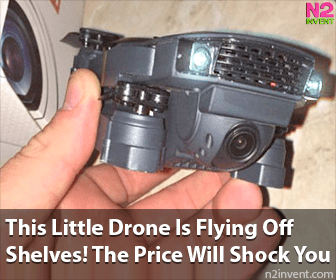 N2
INVENT
This Little Drone Is Flying Off
Shelves! The Price Will Shock You
n2invent.com